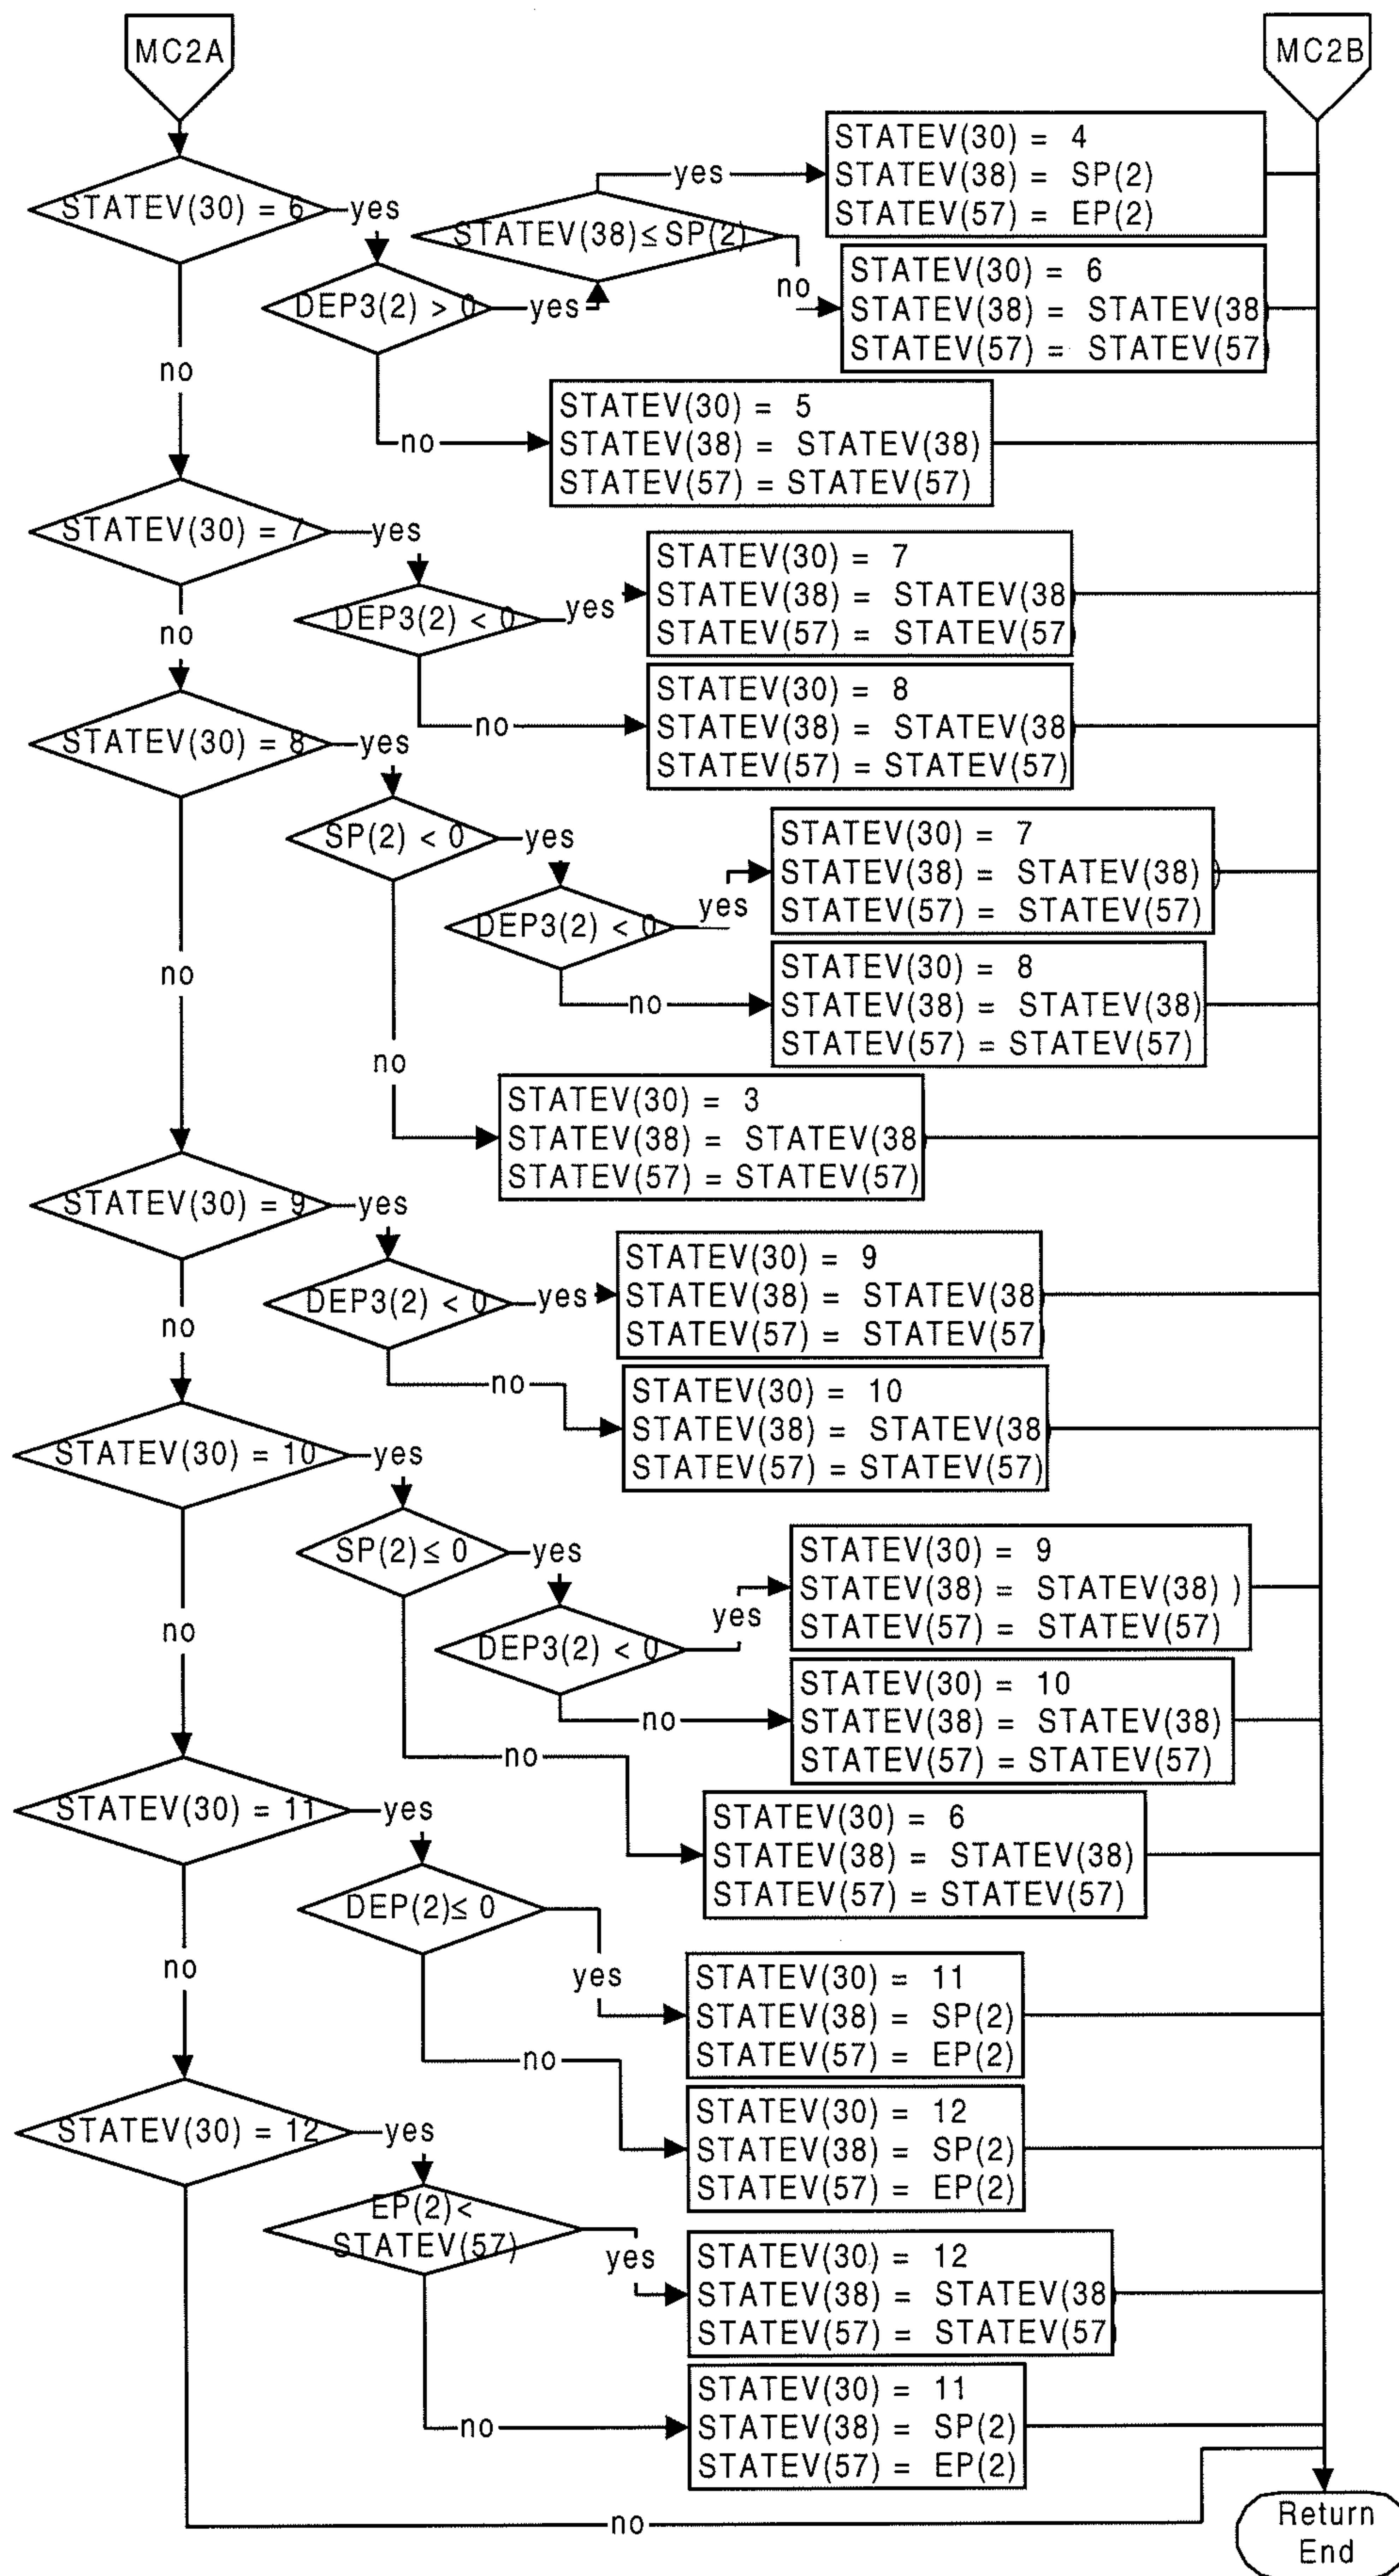 MC2A
MC2B
STATEV(30) = 6
yes
DEP3(2) > 0
yes
STATEV(38) ≤ SP(2)
yes
STATEV(30) = 4
STATEV(38) = SP(2)
STATEV(57) = EP(2)
no
STATEV(30) = 6
STATEV(38) = STATEV(38
STATEV(57) = STATEV(57)
no
STATEV(30) = 5
STATEV(38) = STATEV(38)
STATEV(57) = STATEV(57)
no
STATEV(30) = 7
yes
DEP3(2) < 0
yes
STATEV(30) = 7
STATEV(38) = STATEV(38)
STATEV(57) = STATEV(57)
no
STATEV(30) = 8
STATEV(38) = STATEV(38)
STATEV(57) = STATEV(57)
no
STATEV(30) = 8
yes
SP(2) < 0
yes
DEP3(2) < 0
yes
STATEV(30) = 7
STATEV(38) = STATEV(38) )
STATEV(57) = STATEV(57)
no
STATEV(30) = 8
STATEV(38) = STATEV(38)
STATEV(57) = STATEV(57)
no
STATEV(30) = 3
STATEV(38) = STATEV(38)
STATEV(57) = STATEV(57)
no
STATEV(30) = 9
yes
DEP3(2) < 0
yes
STATEV(30) = 9
STATEV(38) = STATEV(38)
STATEV(57) = STATEV(57)
no
STATEV(30) = 10
STATEV(38) = STATEV(38)
STATEV(57) = STATEV(57)
no
STATEV(30) = 10
yes
SP(2) ≤ 0
yes
DEP3(2) < 0
yes
STATEV(30) = 9
STATEV(38) = STATEV(38) )
STATEV(57) = STATEV(57)
no
STATEV(30) = 10
STATEV(38) = STATEV(38)
STATEV(57) = STATEV(57)
no
STATEV(30) = 6
STATEV(38) = STATEV(38)
STATEV(57) = STATEV(57)
no
STATEV(30) = 11
yes
DEP(2)≤ 0
yes
STATEV(30) = 11
STATEV(38) = SP(2)
STATEV(57) = EP(2)
no
STATEV(30) = 12
STATEV(38) = SP(2)
STATEV(57) = EP(2)
no
STATEV(30) = 12
yes
EP(2)<
STATEV(57)
yes
STATEV(30) = 12
STATEV(38) = STATEV(38)
STATEV(57) = STATEV(57)
no
STATEV(30) = 11
STATEV(38) = SP(2)
STATEV(57) = EP(2)
no
Return
End